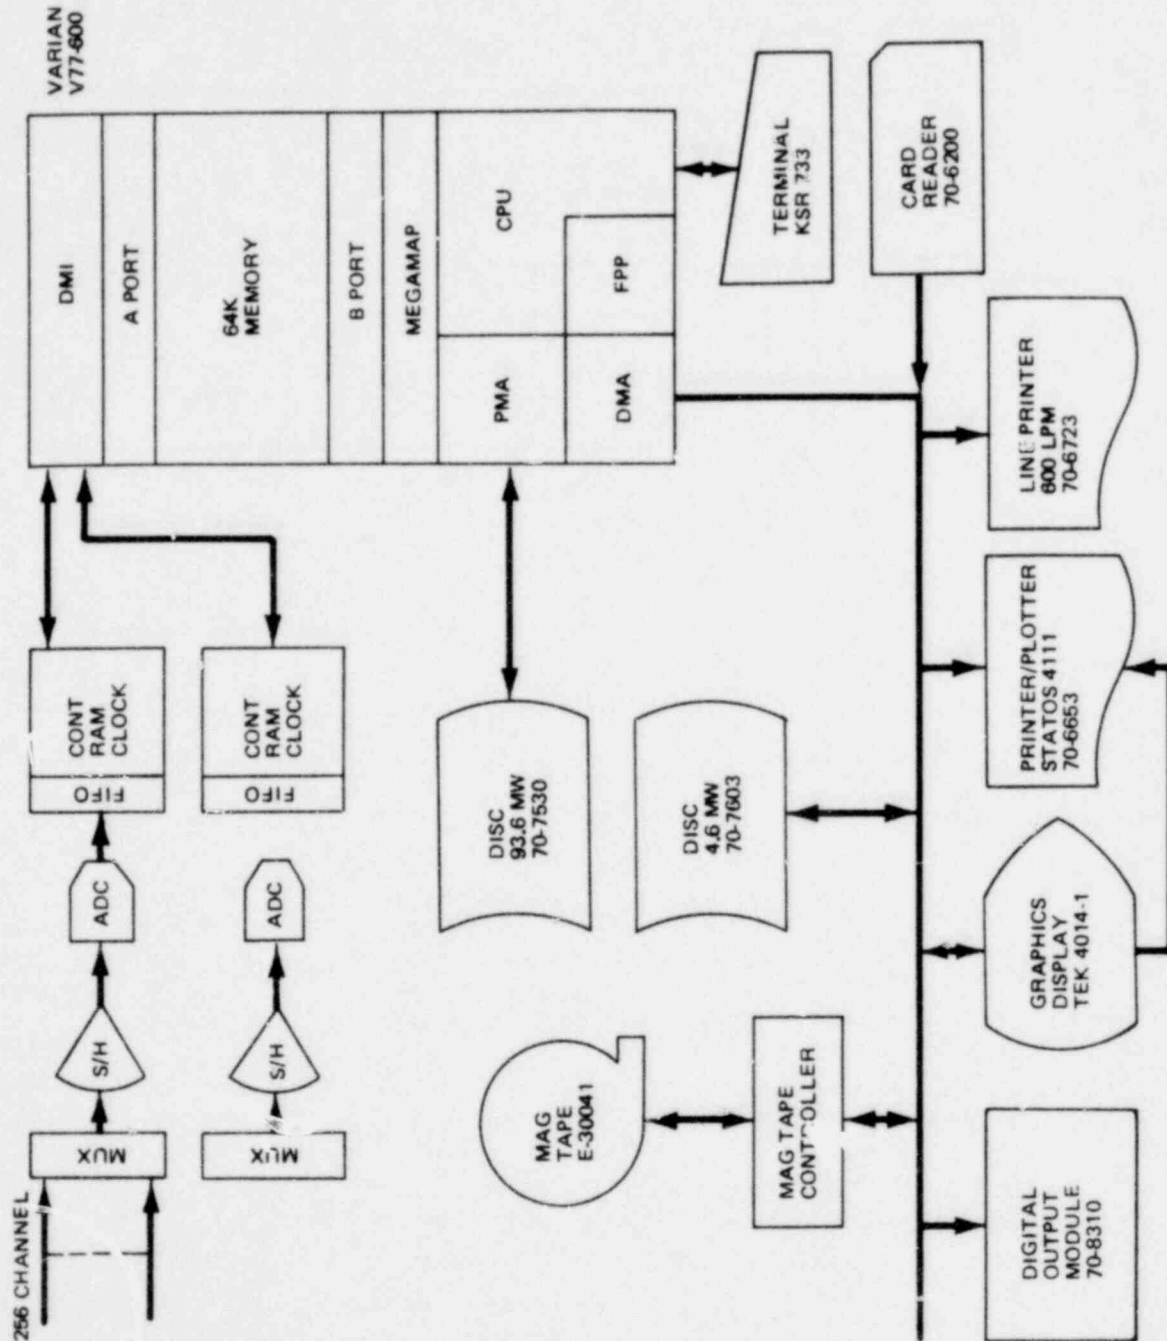 VARIAN
V77-600
DMI
A PORT
64K
MEMORY
B PORT
MEGAMAP
PMA
CPU
DMA
FPP
256 CHANNEL
MUX
S/H
ADC
FIFO
CONT
RAM
CLOCK
MUX
S/H
ADC
FIFO
CONT
RAM
CLOCK
DISC
93.6 MW
70-7530
DISC
4.6 MW
70-7603
MAG
TAPE
E-30041
MAG TAPE
CONTROLLER
TERMINAL
KSR 733
CARD
READER
70-6200
LINE PRINTER
600 LPM
70-6723
PRINTER/PLOTTER
STATOS 4111
70-6653
GRAPHICS
DISPLAY
TEK 4014-1
DIGITAL
OUTPUT
MODULE
70-8310